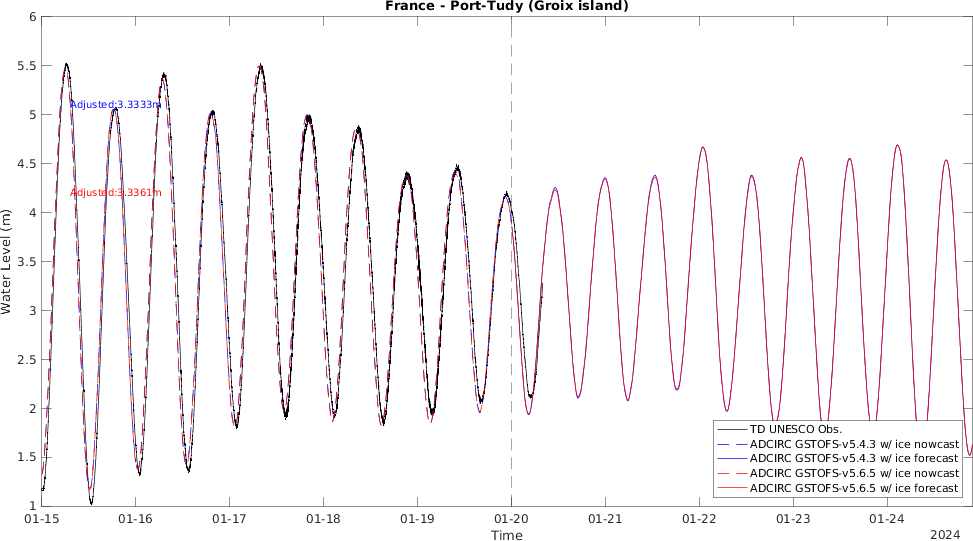 France - Port-Tudy (Groix island)
6
5.5
5
4.5
4
3.5
3
2.5
2
1.5
1
Water Level (m)
Adjusted:3.3333m
Adjusted:3.3361m
TD UNESCO Obs.
ADCIRC GSTOFS-v5.4.3 w/ ice nowcast
ADCIRC GSTOFS-v5.4.3 w/ ice forecast
ADCIRC GSTOFS-v5.6.5 w/ ice nowcast
ADCIRC GSTOFS-v5.6.5 w/ ice forecast
01-15 01-16 01-17 01-18 01-19 01-20 01-21 01-22 01-23 01-24
Time
2024